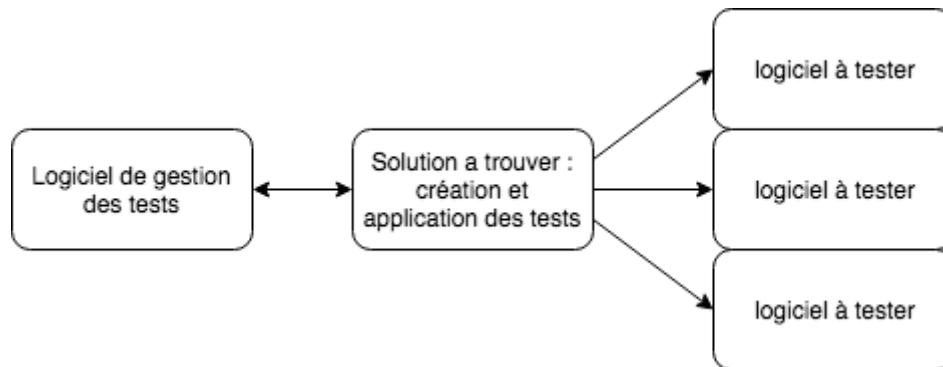 Logiciel de gestion
des tests
Solution a trouver :
création et
application des tests
logiciel à tester
logiciel à tester
logiciel à tester